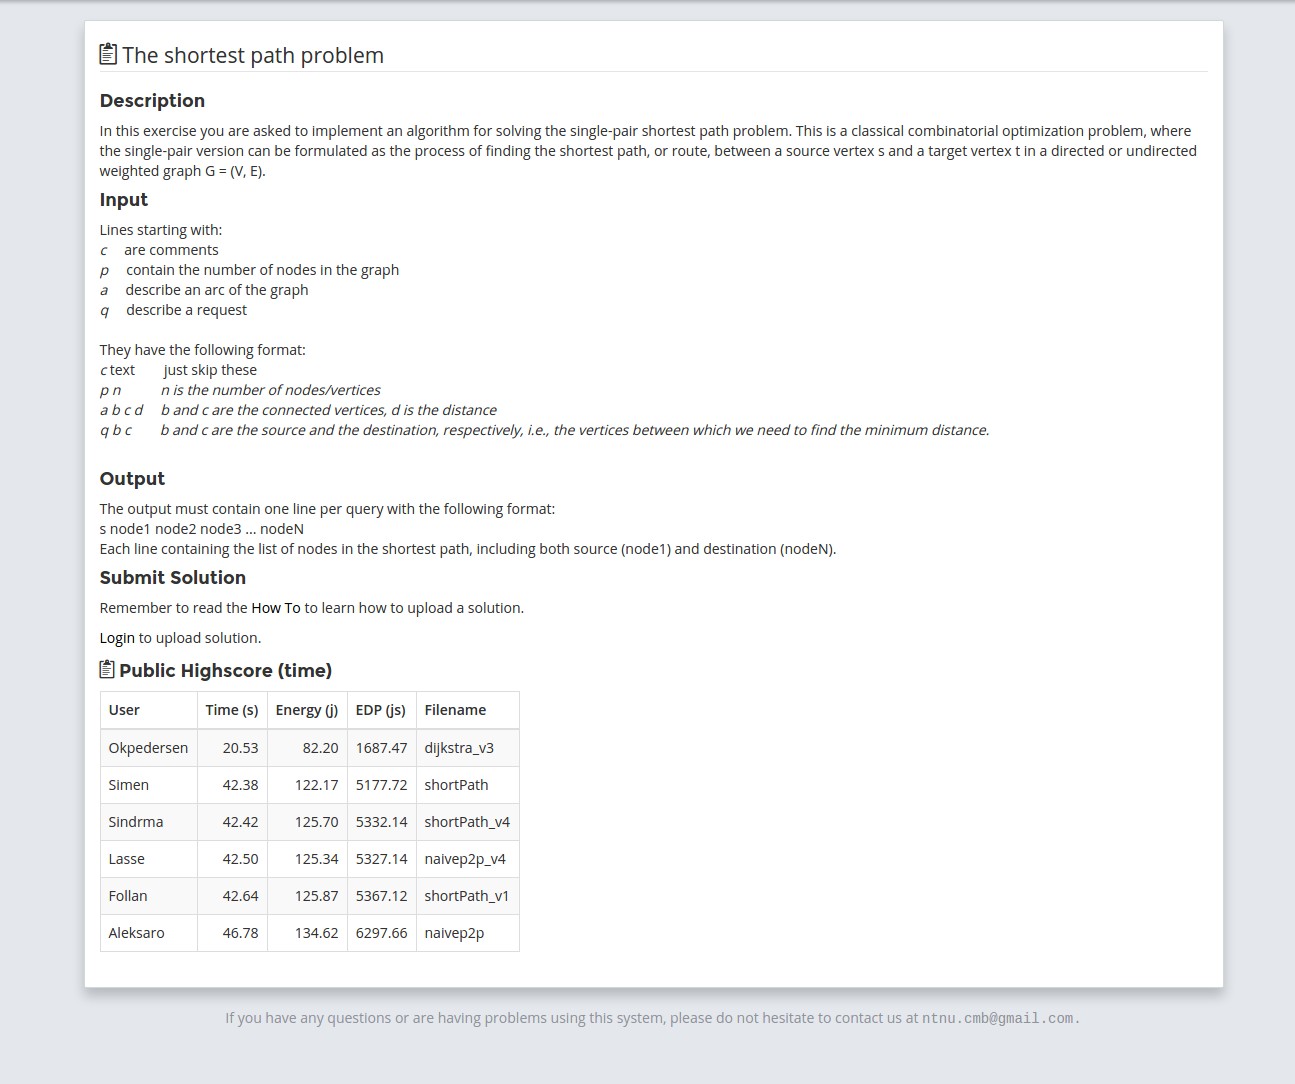 The shortest path problem
Description
In this exercise you are asked to implement an algorithm for solving the single-pair shortest path problem. This is a classical combinatorial optimization problem, where
the single-pair version can be formulated as the process of finding the shortest path, or route, between a source vertex s and a target vertex t in a directed or undirected
weighted graph G = (V, E).
Input
Lines starting with:
c are comments
p contain the number of nodes in the graph
a describe an arc of the graph
q describe a request
They have the following format:
c text just skip these
p n n is the number of nodes/vertices
a b c d b and c are the connected vertices, d is the distance
q b c b and c are the source and the destination, respectively, i.e., the vertices between which we need to find the minimum distance.
Output
The output must contain one line per query with the following format:
s node1 node2 node3 ... nodeN
Each line containing the list of nodes in the shortest path, including both source (node1) and destination (nodeN).
Submit Solution
Remember to read the How To to learn how to upload a solution.
Login to upload solution.
Public Highscore (time)
User Time (s) Energy (j) EDP (js) Filename
Okpedersen 20.53 82.20 1687.47 dijkstra_v3
Simen 42.38 122.17 5177.72 shortPath
Sindrma 42.42 125.70 5332.14 shortPath_v4
Lasse 42.50 125.34 5327.14 naivep2p_v4
Follan 42.64 125.87 5367.12 shortPath_v1
Aleksaro 46.78 134.62 6297.66 naivep2p
If you have any questions or are having problems using this system, please do not hesitate to contact us at ntnu.cmb@gmail.com.